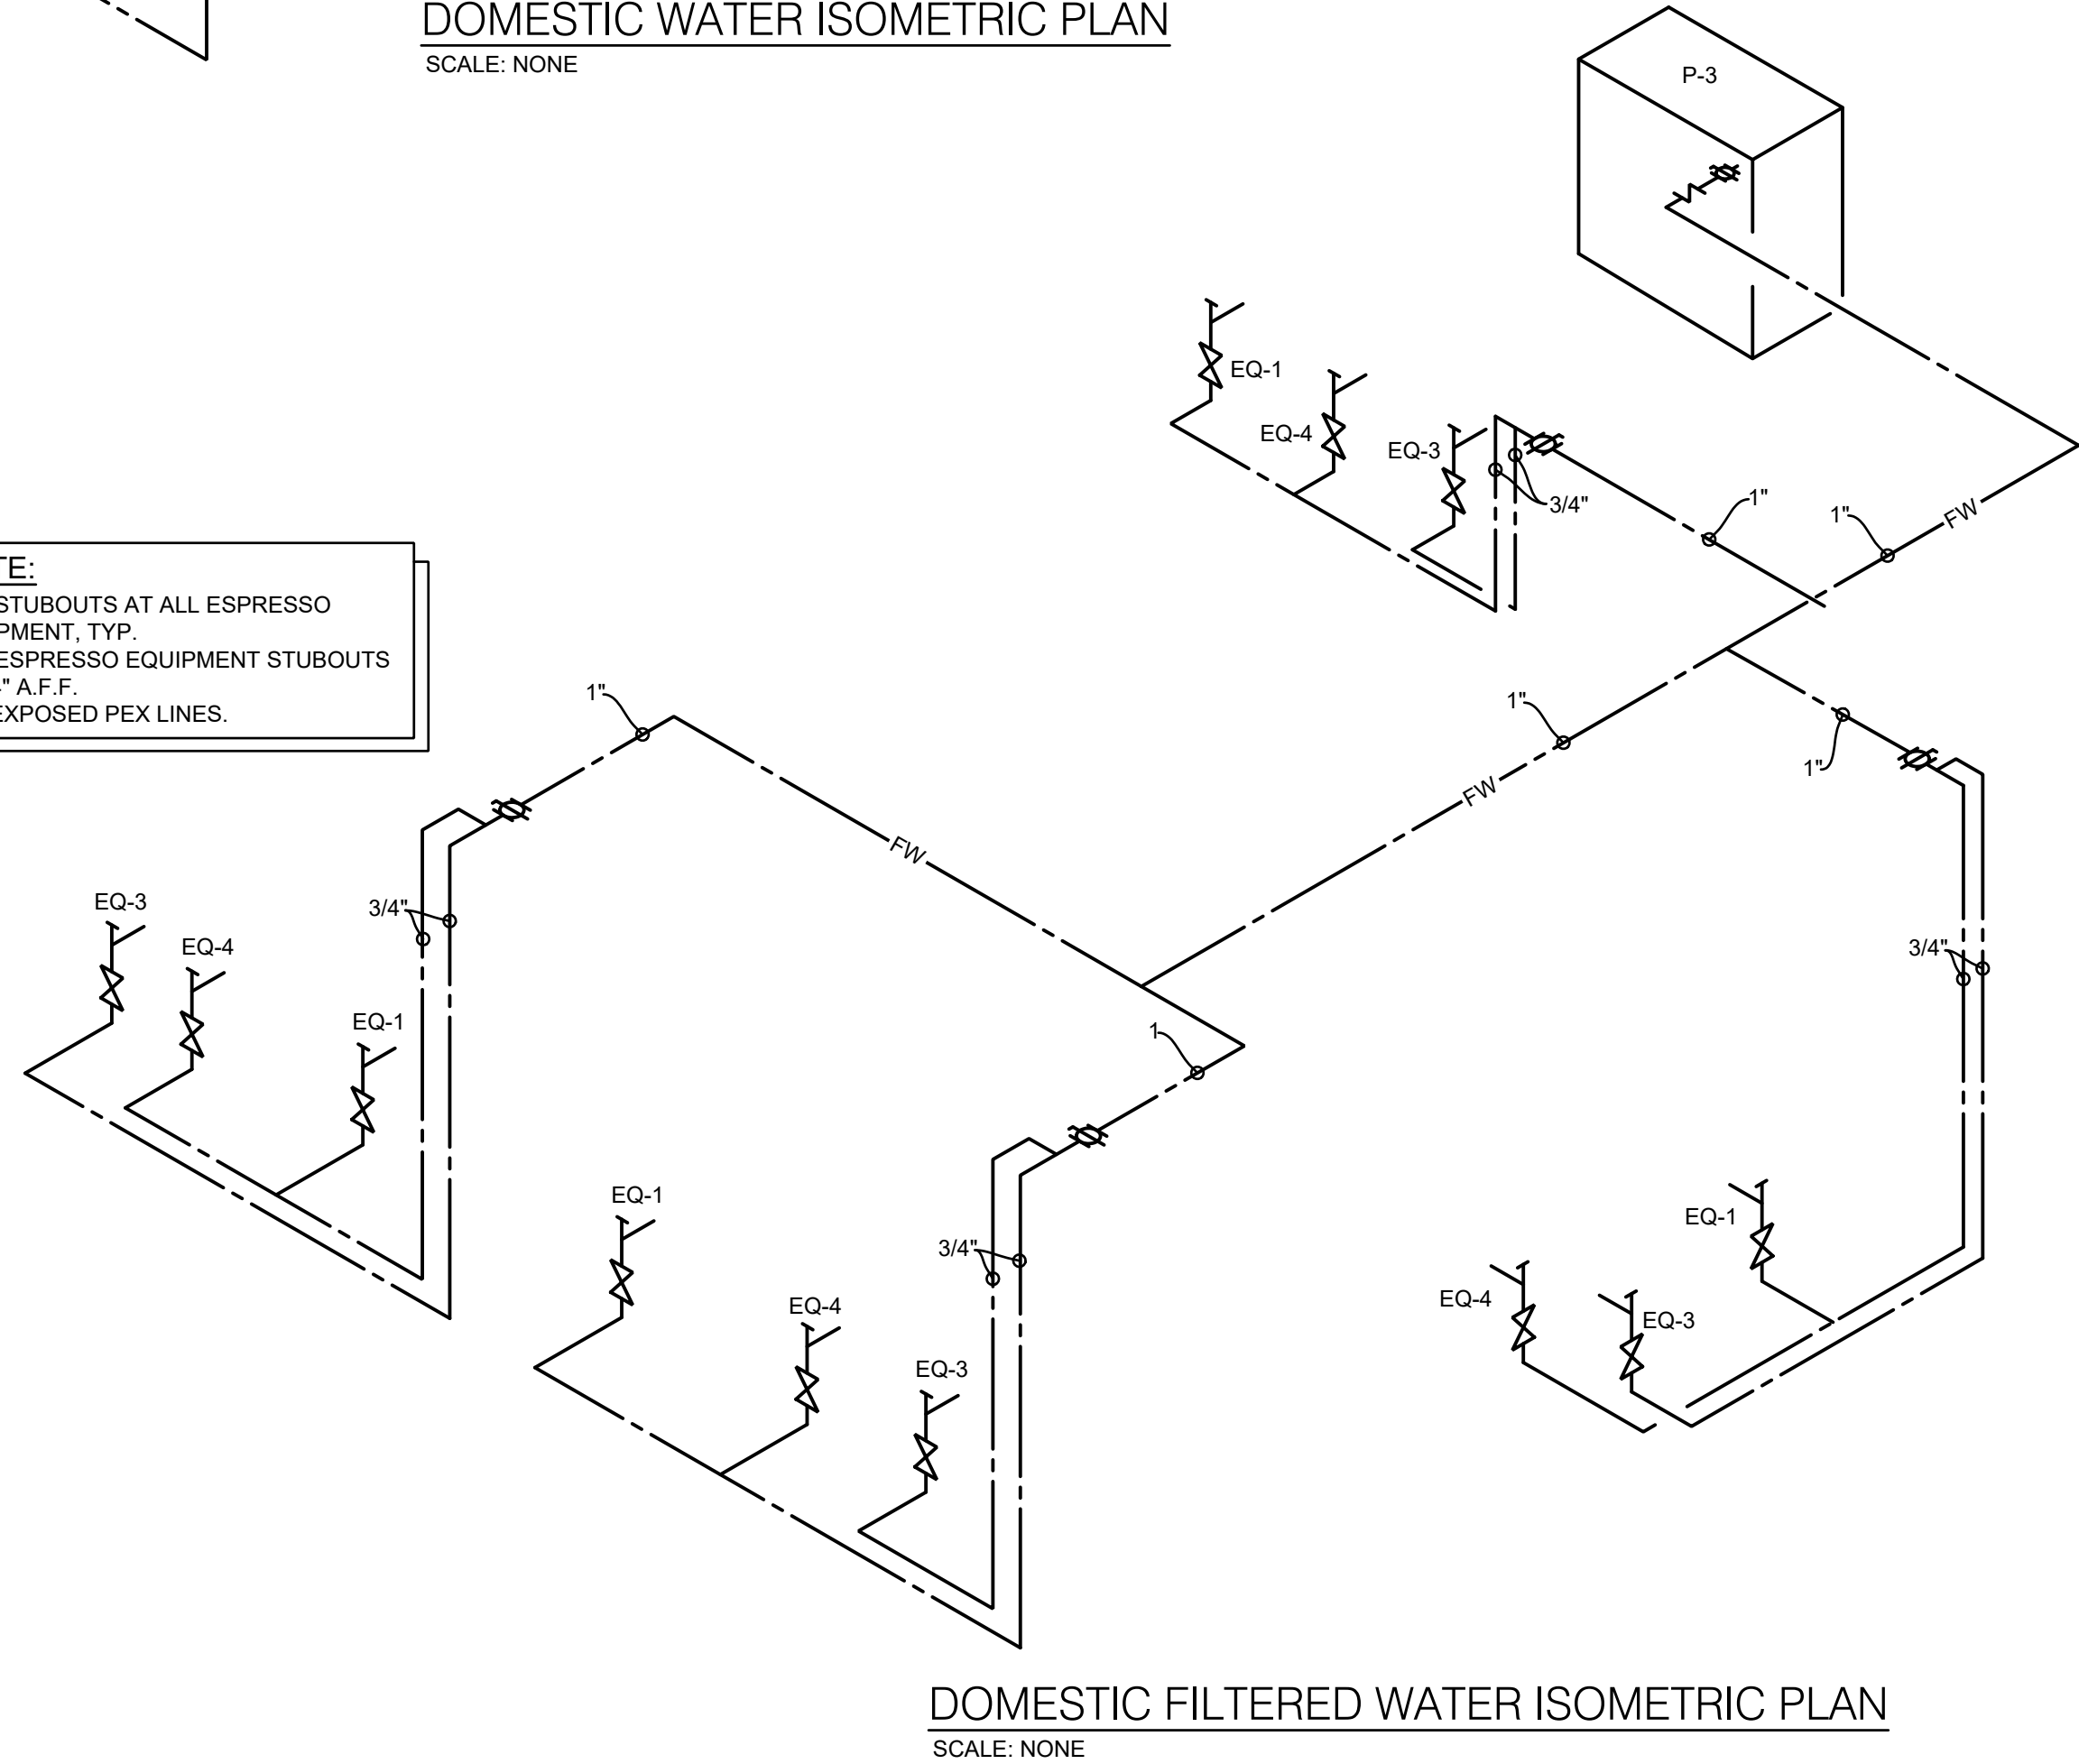 DOMESTIC WATER ISOMETRIC PLAN
SCALE: NONE
P-3
EQ-1
EQ-4
EQ-3
3/4"
1"
1"
FW
TE:
STUBOUTS AT ALL ESPRESSO
PMENT, TYP.
ESPRESSO EQUIPMENT STUBOUTS
" A.F.F.
EXPOSED PEX LINES.
1"
1"
1"
FW
FW
EQ-3
EQ-4
EQ-1
3/4"
3/4"
1
EQ-1
EQ-4
EQ-3
3/4"
EQ-1
EQ-4
EQ-3
DOMESTIC FILTERED WATER ISOMETRIC PLAN
SCALE: NONE